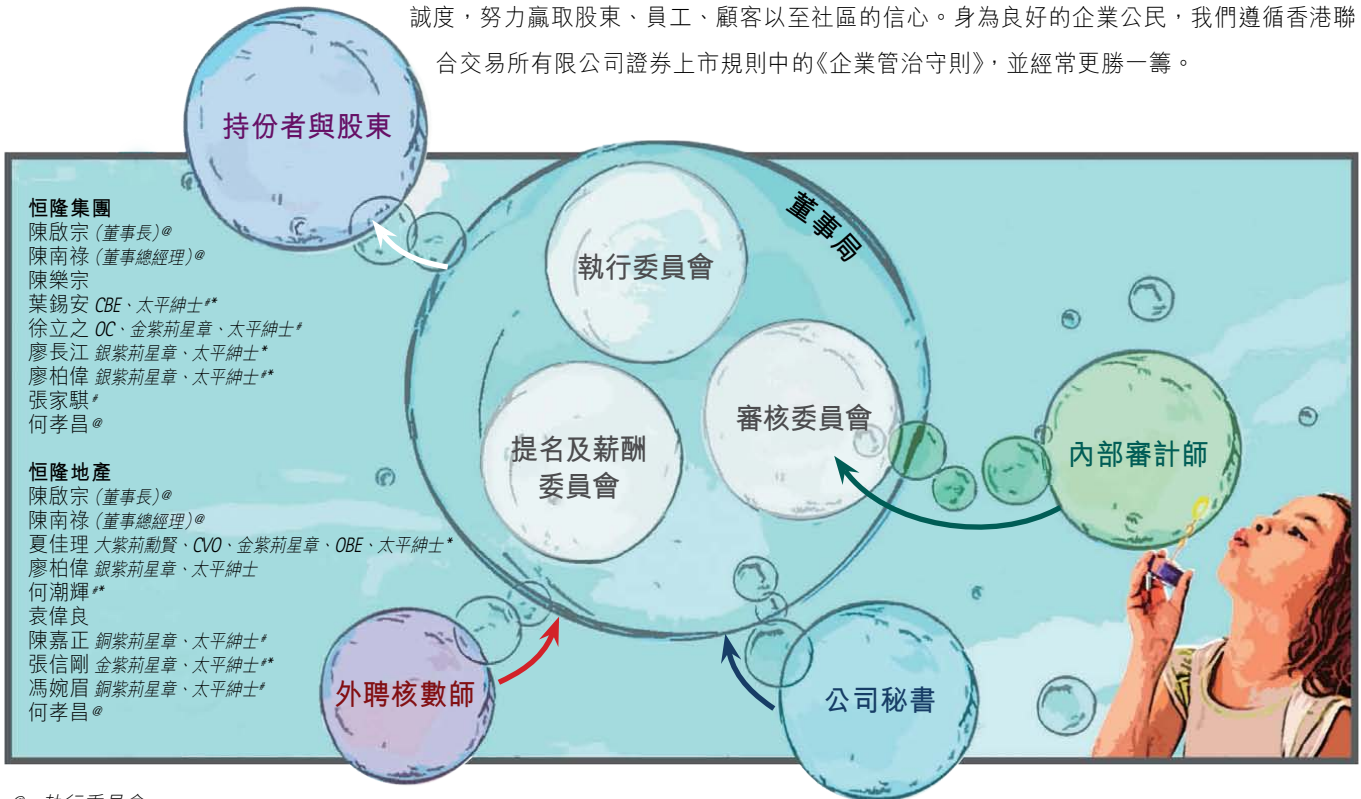 誠度，努力贏取股東、員工、顧客以至社區的信心。身為良好的企業公民，我們遵循香港聯
合交易所有限公司證券上市規則中的《企業管治守則》，並經常更勝一籌。
持份者與股東
董事局
執行委員會
審核委員會
提名及薪酬
委員會
內部審計師
外聘核數師
公司秘書
恒隆集團
陳啟宗 (董事長)@
陳南祿 (董事總經理)@
陳樂宗
葉錫安 CBE、太平紳士#*
徐立之 OC、金紫荊星章、太平紳士#
廖長江 銀紫荊星章、太平紳士*
廖柏偉 銀紫荊星章、太平紳士#*
張家騏#
何孝昌@
恒隆地產
陳啟宗 (董事長)@
陳南祿 (董事總經理)@
夏佳理 大紫荊勳賢、CVO、金紫荊星章、OBE、太平紳士*
廖柏偉 銀紫荊星章、太平紳士
何潮輝#*
袁偉良
陳嘉正 銅紫荊星章、太平紳士#
張信剛 金紫荊星章、太平紳士#*
馮婉眉 銅紫荊星章、太平紳士#
何孝昌@